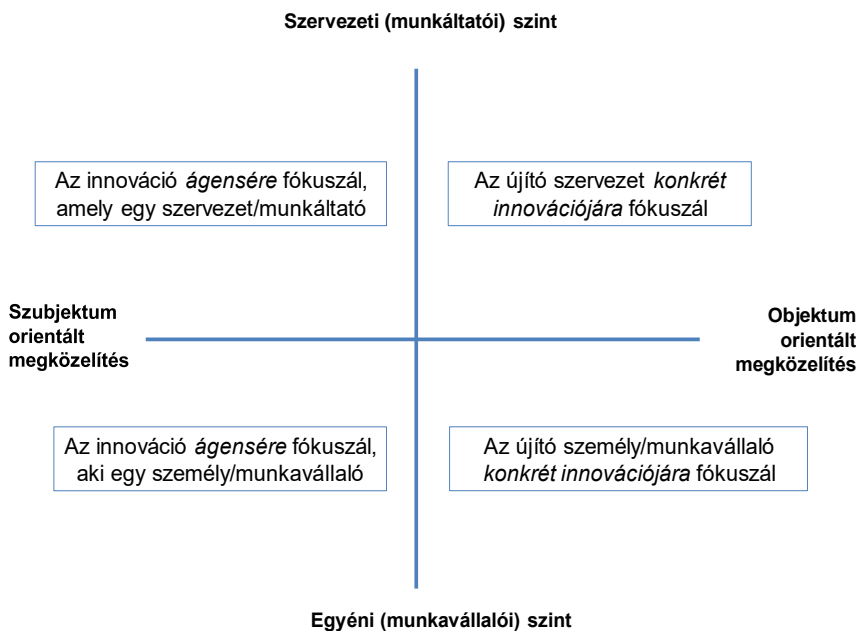 Szervezeti (munkáltatói) szint
Az innováció ágensére fókuszál,
amely egy szervezet/munkáltató
Az újító szervezet konkrét
innovációjára fókuszál
Szubjektum
orientált
megközelítés
Objektum
orientált
megközelítés
Az innováció ágensére fókuszál,
aki egy személy/munkavállaló
Az újító személy/munkavállaló
konkrét innovációjára fókuszál
Egyéni (munkavállalói) szint